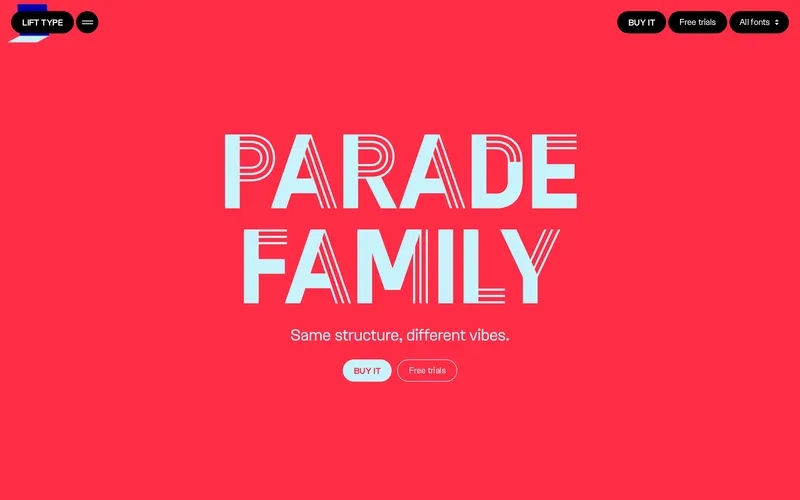 LIFT TYPE
BUY IT
Free trials
All fonts
PARADE
FAMILY
Same structure, different vibes.
BUY IT
Free trials